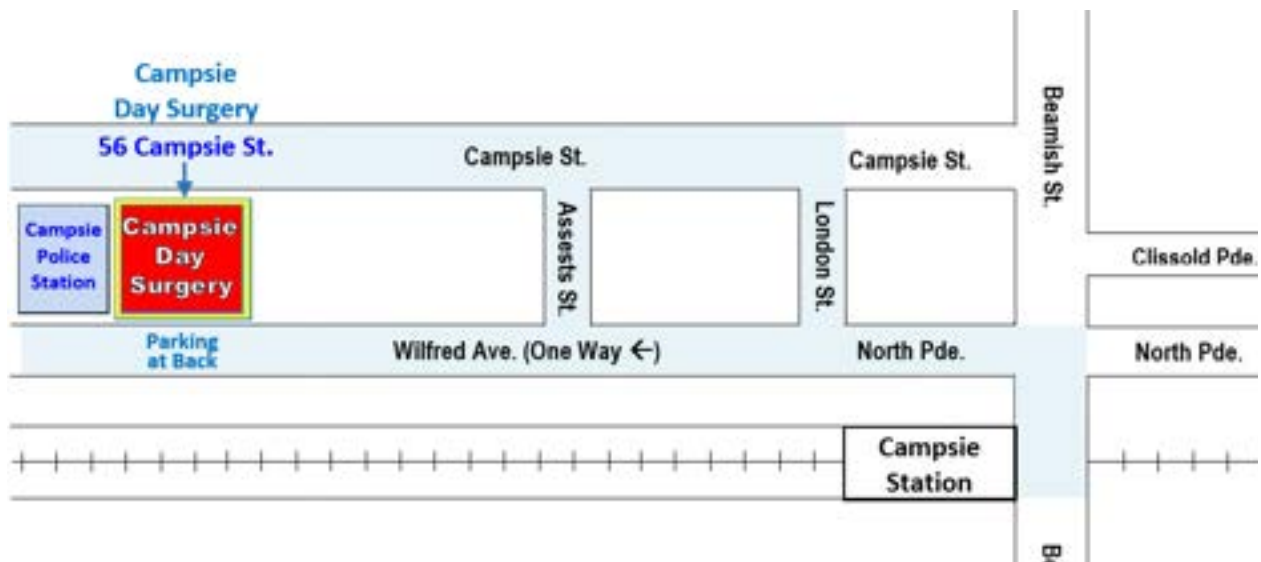 Campsie
Day Surgery
56 Campsie St.
Campsie St.
Campsie St.
Beamish St.
Campsie
Police
Station
Campsie
Day
Surgery
Assests St.
London St.
Clissold Pde.
Parking
at Back
Wilfred Ave. (One Way ←)
North Pde.
North Pde.
Campsie
Station